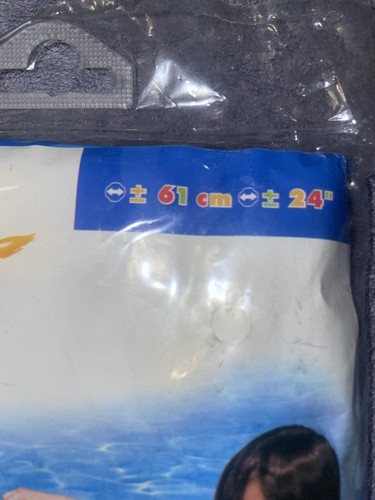 ± 61 cm ± 24"